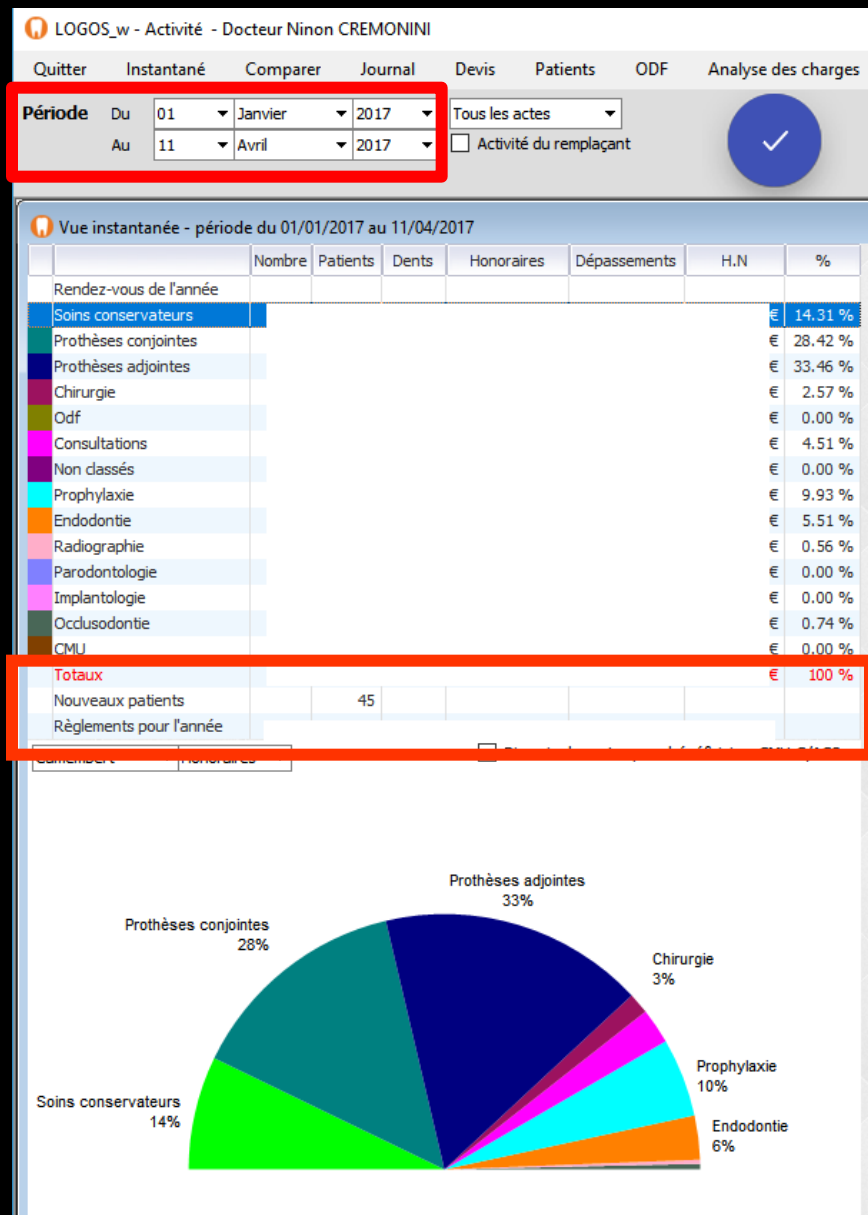 LOGOS_w - Activité - Docteur Ninon CREMONINI
Quitter Instantané Comparer Journal Devis Patients ODF Analyse des charges
Période Du 01 Janvier 2017 Tous les actes
Au 11 Avril 2017 Activité du remplaçant
Vue instantanée - période du 01/01/2017 au 11/04/2017
Nombre Patients Dents Honoraires Dépassements H.N %
Rendez-vous de l'année
Soins conservateurs € 14.31 %
Prothèses conjointes € 28.42 %
Prothèses adjointes € 33.46 %
Chirurgie € 2.57 %
Odf € 0.00 %
Consultations € 4.51 %
Non classés € 0.00 %
Prophylaxie € 9.93 %
Endodontie € 5.51 %
Radiographie € 0.56 %
Parodontologie € 0.00 %
Implantologie € 0.00 %
Occlusodontie € 0.74 %
CMU € 0.00 %
Totaux € 100 %
Nouveaux patients 45
Règlements pour l'année
Camembert Honoraires
Prothèses adjointes
33%
Prothèses conjointes
28%
Chirurgie
3%
Prophylaxie
10%
Soins conservateurs
14%
Endodontie
6%